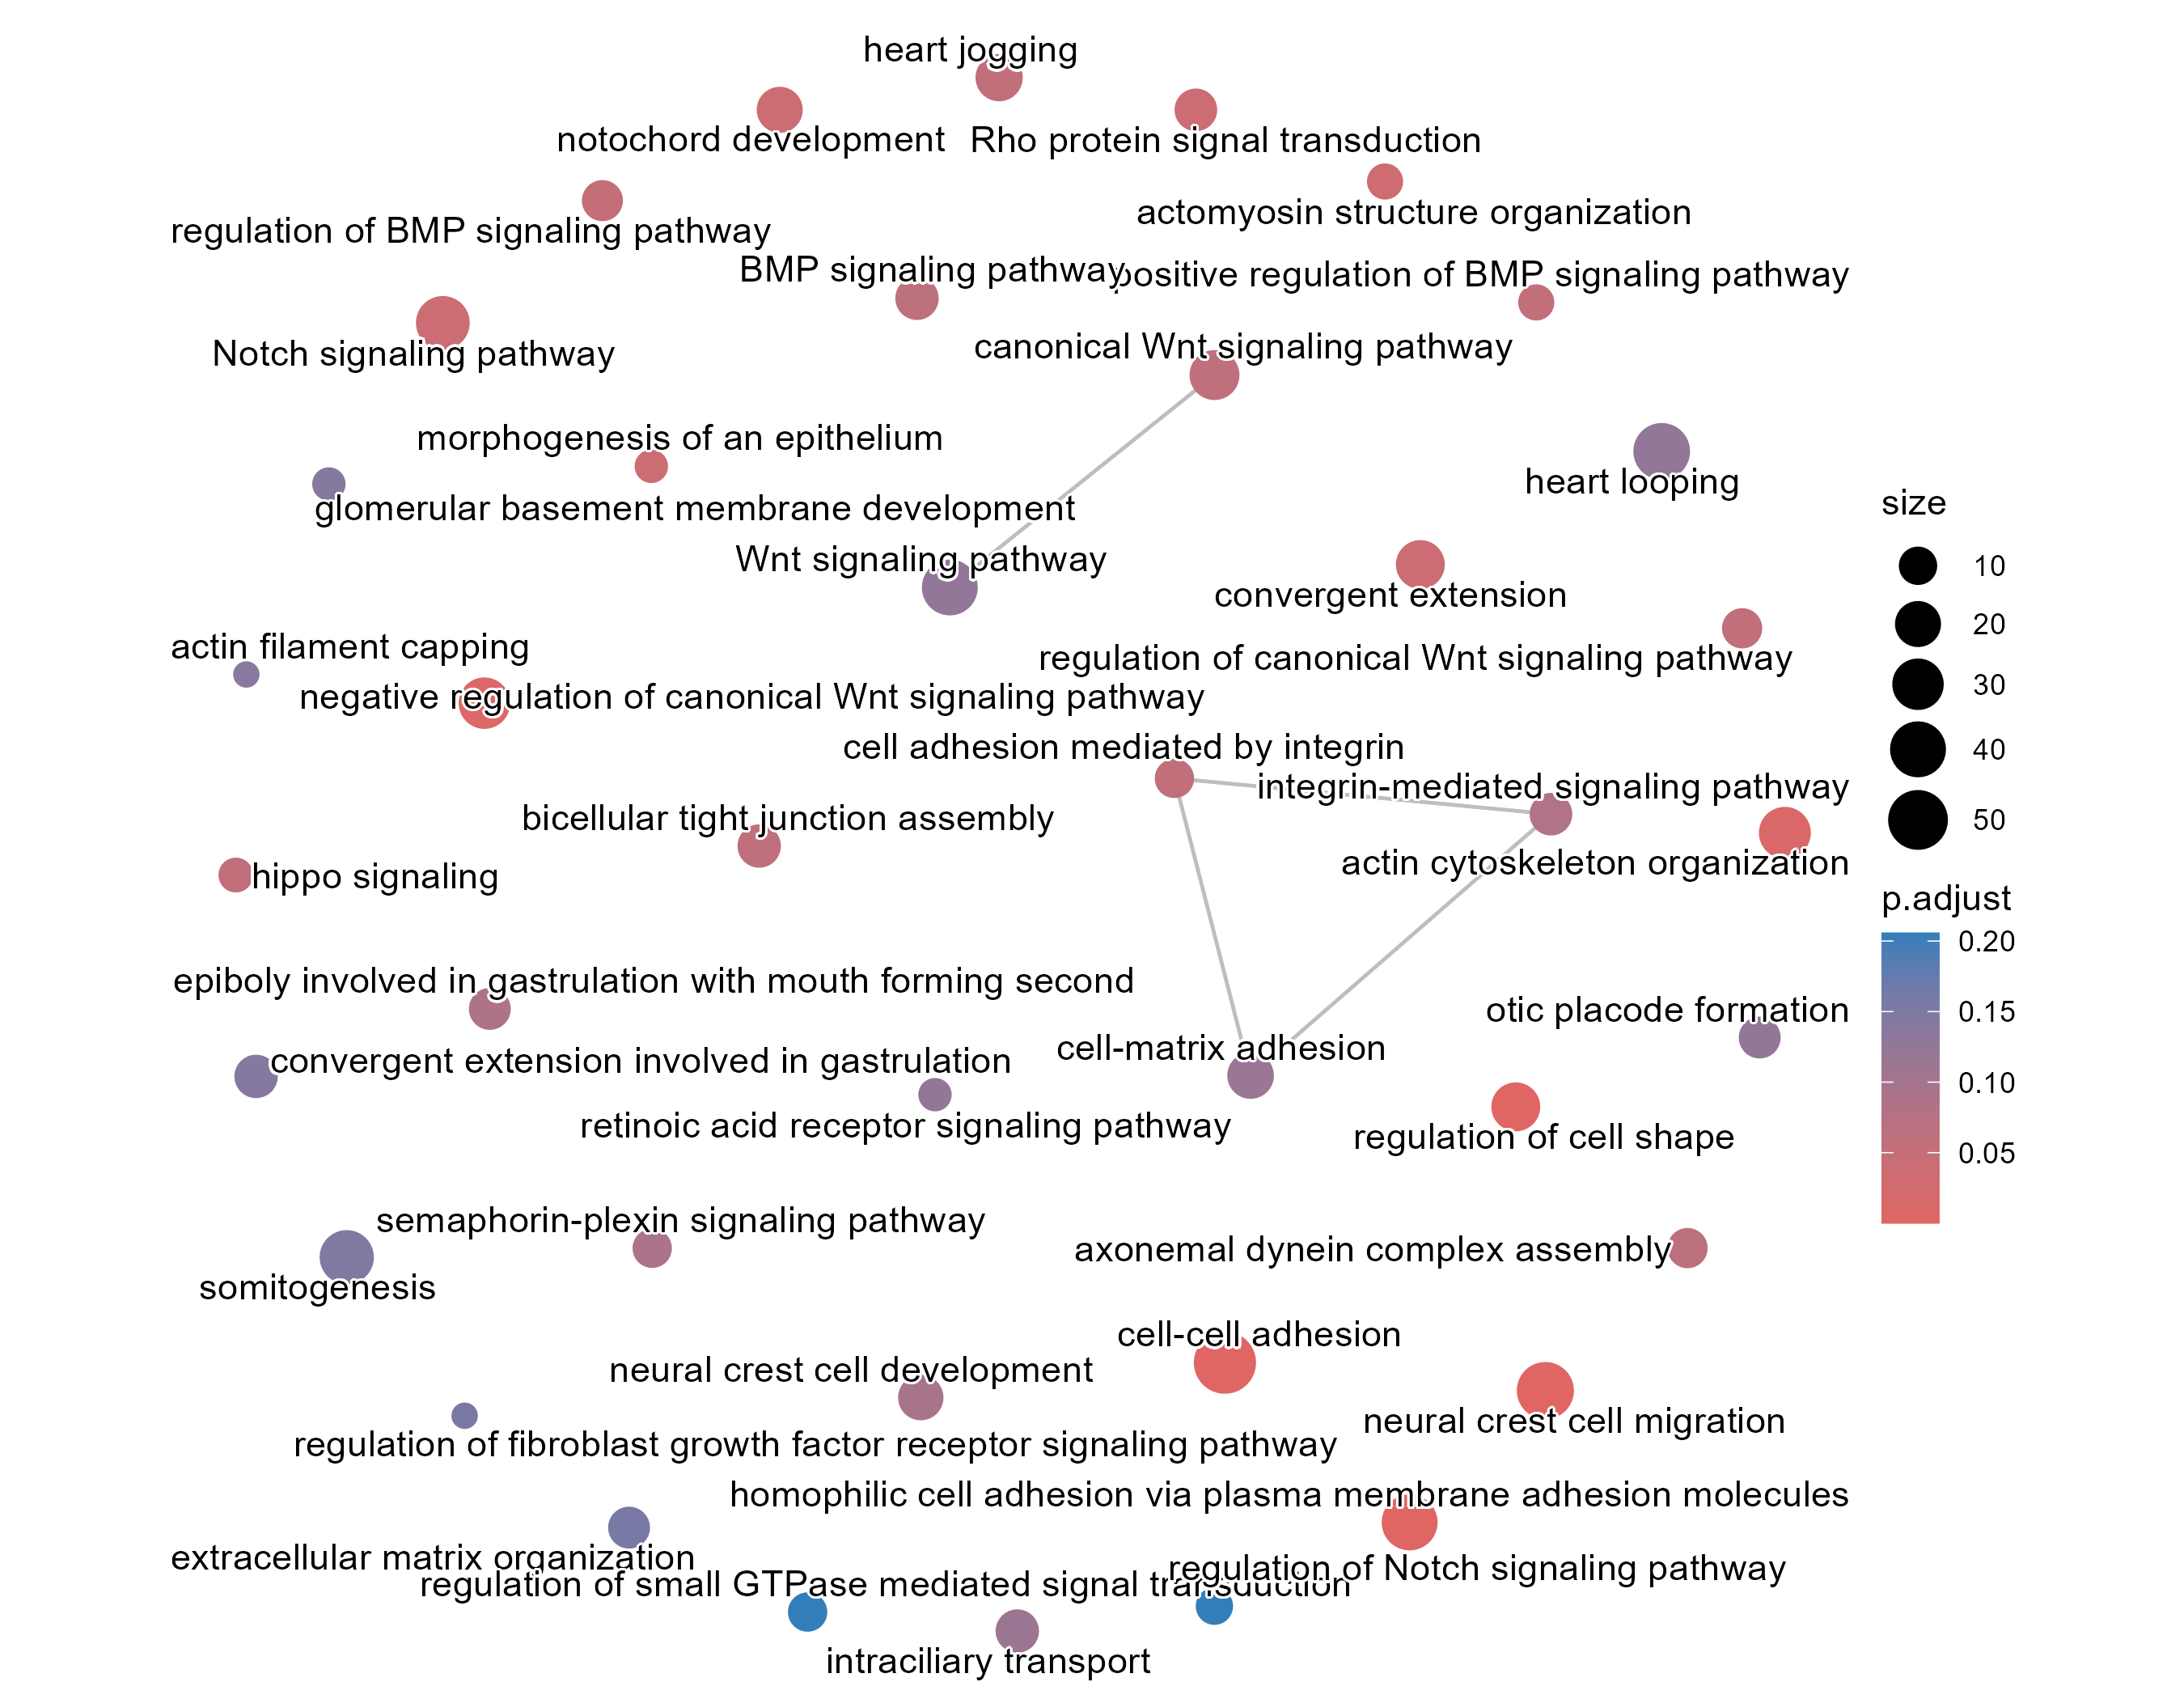 heart jogging
notochord development
Rho protein signal transduction
actomyosin structure organization
regulation of BMP signaling pathway
BMP signaling pathway
positive regulation of BMP signaling pathway
Notch signaling pathway
canonical Wnt signaling pathway
morphogenesis of an epithelium
heart looping
glomerular basement membrane development
size
Wnt signaling pathway
10
convergent extension
20
actin filament capping
regulation of canonical Wnt signaling pathway
30
negative regulation of canonical Wnt signaling pathway
cell adhesion mediated by integrin
40
integrin-mediated signaling pathway
bicellular tight junction assembly
50
actin cytoskeleton organization
hippo signaling
p.adjust
0.20
epiboly involved in gastrulation with mouth forming second
otic placode formation
0.15
cell-matrix adhesion
convergent extension involved in gastrulation
0.10
retinoic acid receptor signaling pathway
regulation of cell shape
0.05
semaphorin-plexin signaling pathway
axonemal dynein complex assembly
somitogenesis
cell-cell adhesion
neural crest cell development
neural crest cell migration
regulation of fibroblast growth factor receptor signaling pathway
homophilic cell adhesion via plasma membrane adhesion molecules
extracellular matrix organization
regulation of Notch signaling pathway
regulation of small GTPase mediated signal transduction
intraciliary transport